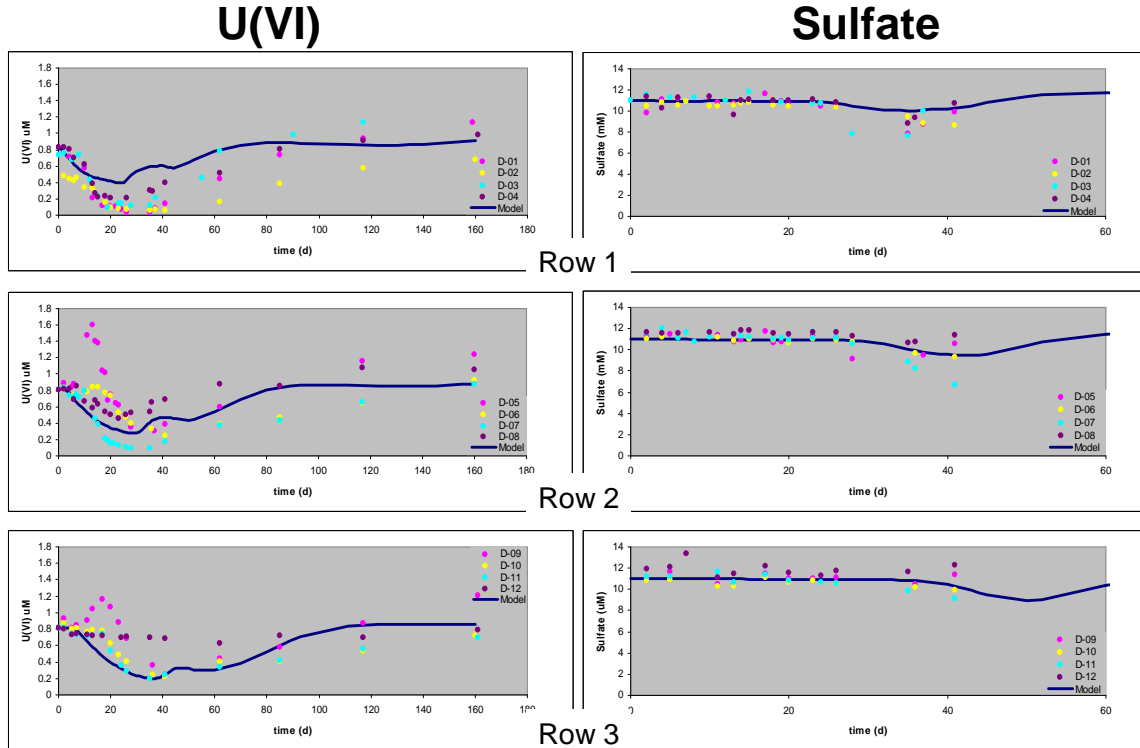 U(VI) Sulfate
U(VI) uM
1.8
1.6
1.4
1.2
1
0.8
0.6
0.4
0.2
0
0 20 40 60 80 100 120 140 160 180
time (d)
D-01
D-02
D-03
D-04
Model
Sulfate (mM)
14
12
10
8
6
4
2
0
0 20 40 60
time (d)
D-01
D-02
D-03
D-04
Model
Row 1
U(VI) uM
1.8
1.6
1.4
1.2
1
0.8
0.6
0.4
0.2
0
0 20 40 60 80 100 120 140 160 180
time (d)
D-05
D-06
D-07
D-08
Model
Sulfate (mM)
14
12
10
8
6
4
2
0
0 20 40 60
time (d)
D-05
D-06
D-07
D-08
Model
Row 2
U(VI) uM
1.8
1.6
1.4
1.2
1
0.8
0.6
0.4
0.2
0
0 20 40 60 80 100 120 140 160 180
time (d)
D-09
D-10
D-11
D-12
Model
Sulfate (uM)
14
12
10
8
6
4
2
0
0 20 40 60
time (d)
D-09
D-10
D-11
D-12
Model
Row 3